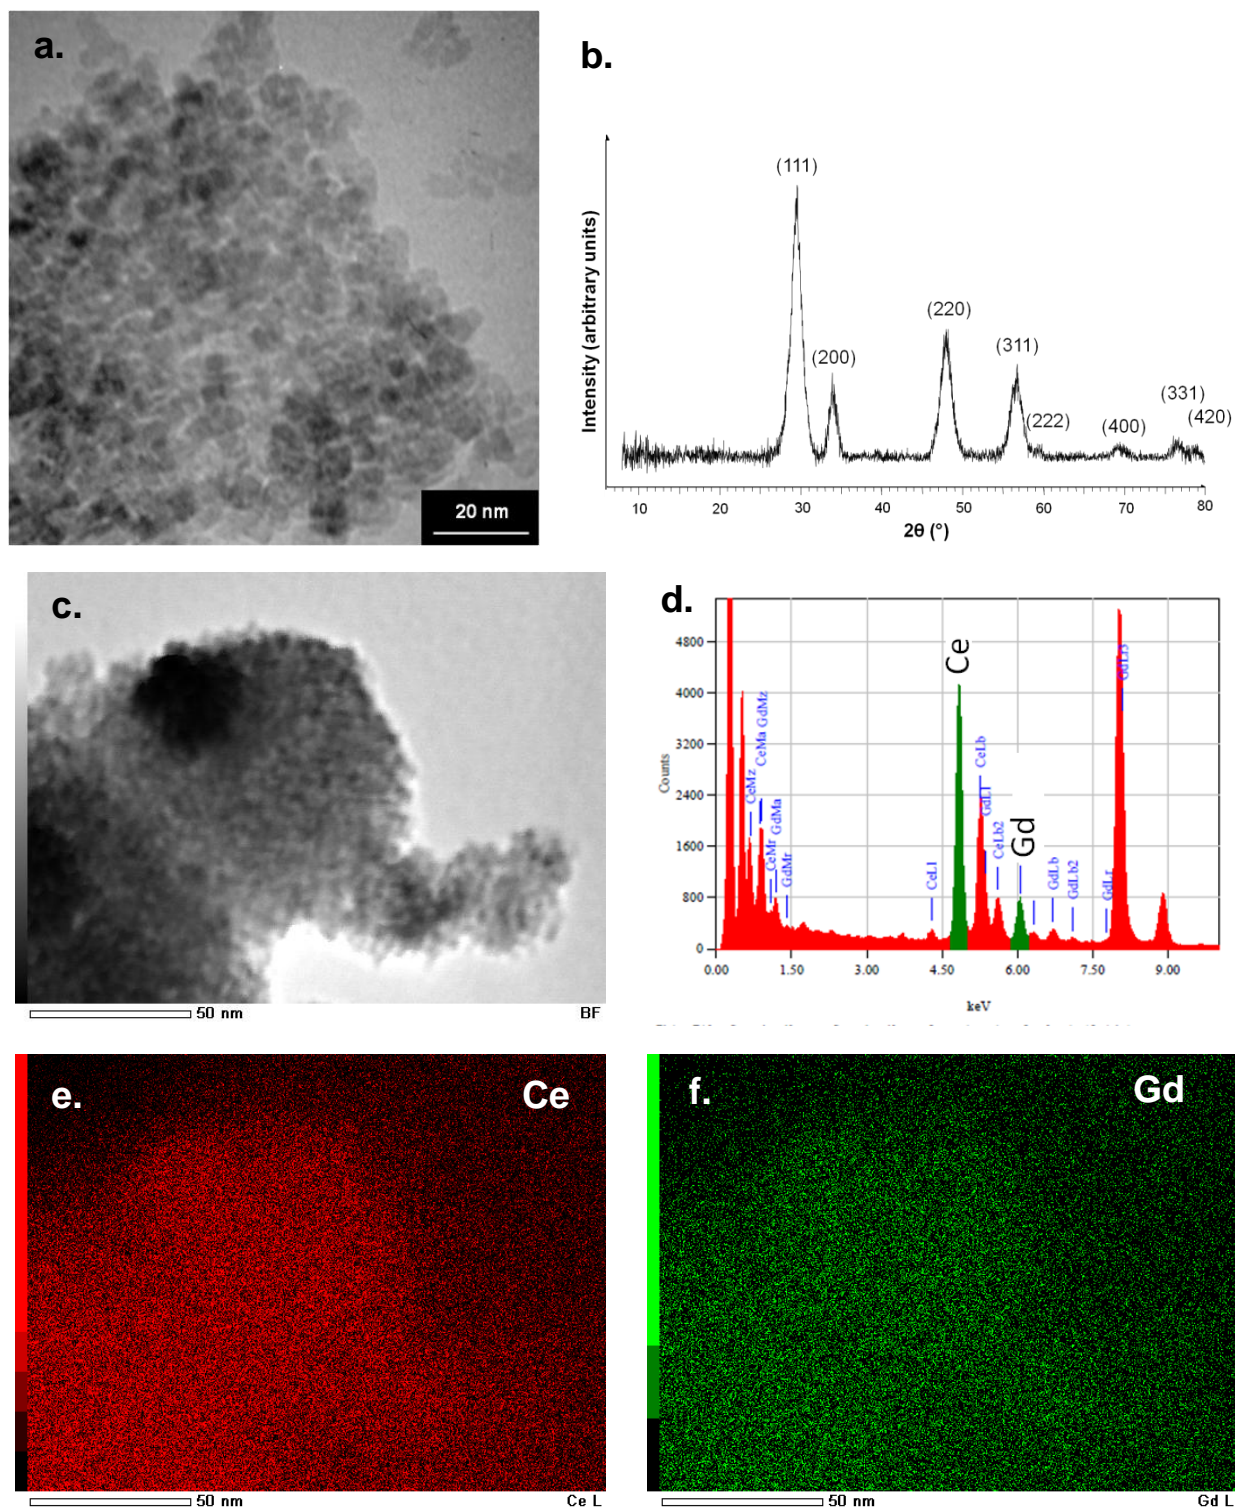 a.
20 nm
b.
Intensity (arbitrary units)
(111)
(200)
(220)
(311)
(222)
(400)
(331)
(420)
10 20 30 40 50 60 70 80
2θ (°)
c.
50 nm BF
d.
Counts
4800
4000
3200
2400
1600
800
0
CeMz
CeMa GdMz
CeMr
GdMa
GdMr
CeLl
Ce
CeLb
GdLl
CeLb2
Gd
GdLb
GdLb2
GdLr
0.00 1.50 3.00 4.50 6.00 7.50 9.00
keV
e. Ce
50 nm Ce L
f. Gd
50 nm Gd L